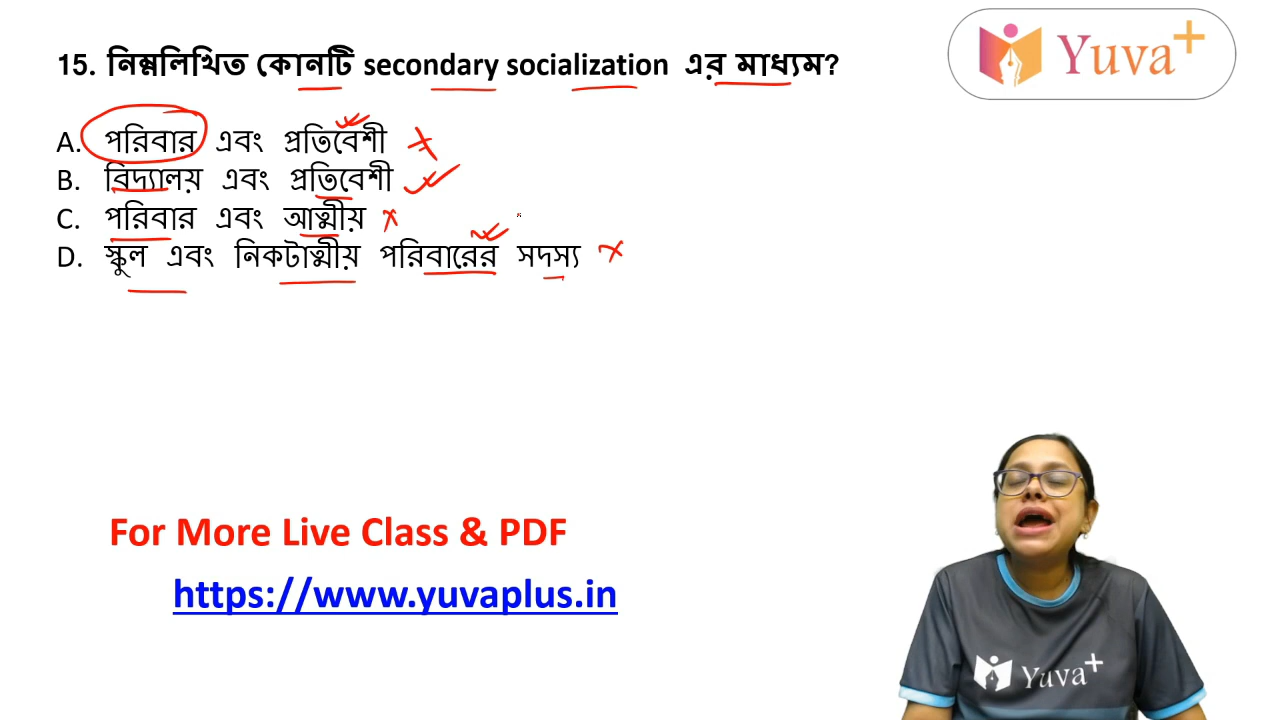 15. নিম্নলিখিত কোনটি secondary socialization এর মাধ্যম?
A. পরিবার এবং প্রতিবেশী
B. বিদ্যালয় এবং প্রতিবেশী
C. পরিবার এবং আত্মীয়
D. স্কুল এবং নিকটাত্মীয় পরিবারের সদস্য
Yuva+
For More Live Class & PDF
https://www.yuvaplus.in
Yuva+